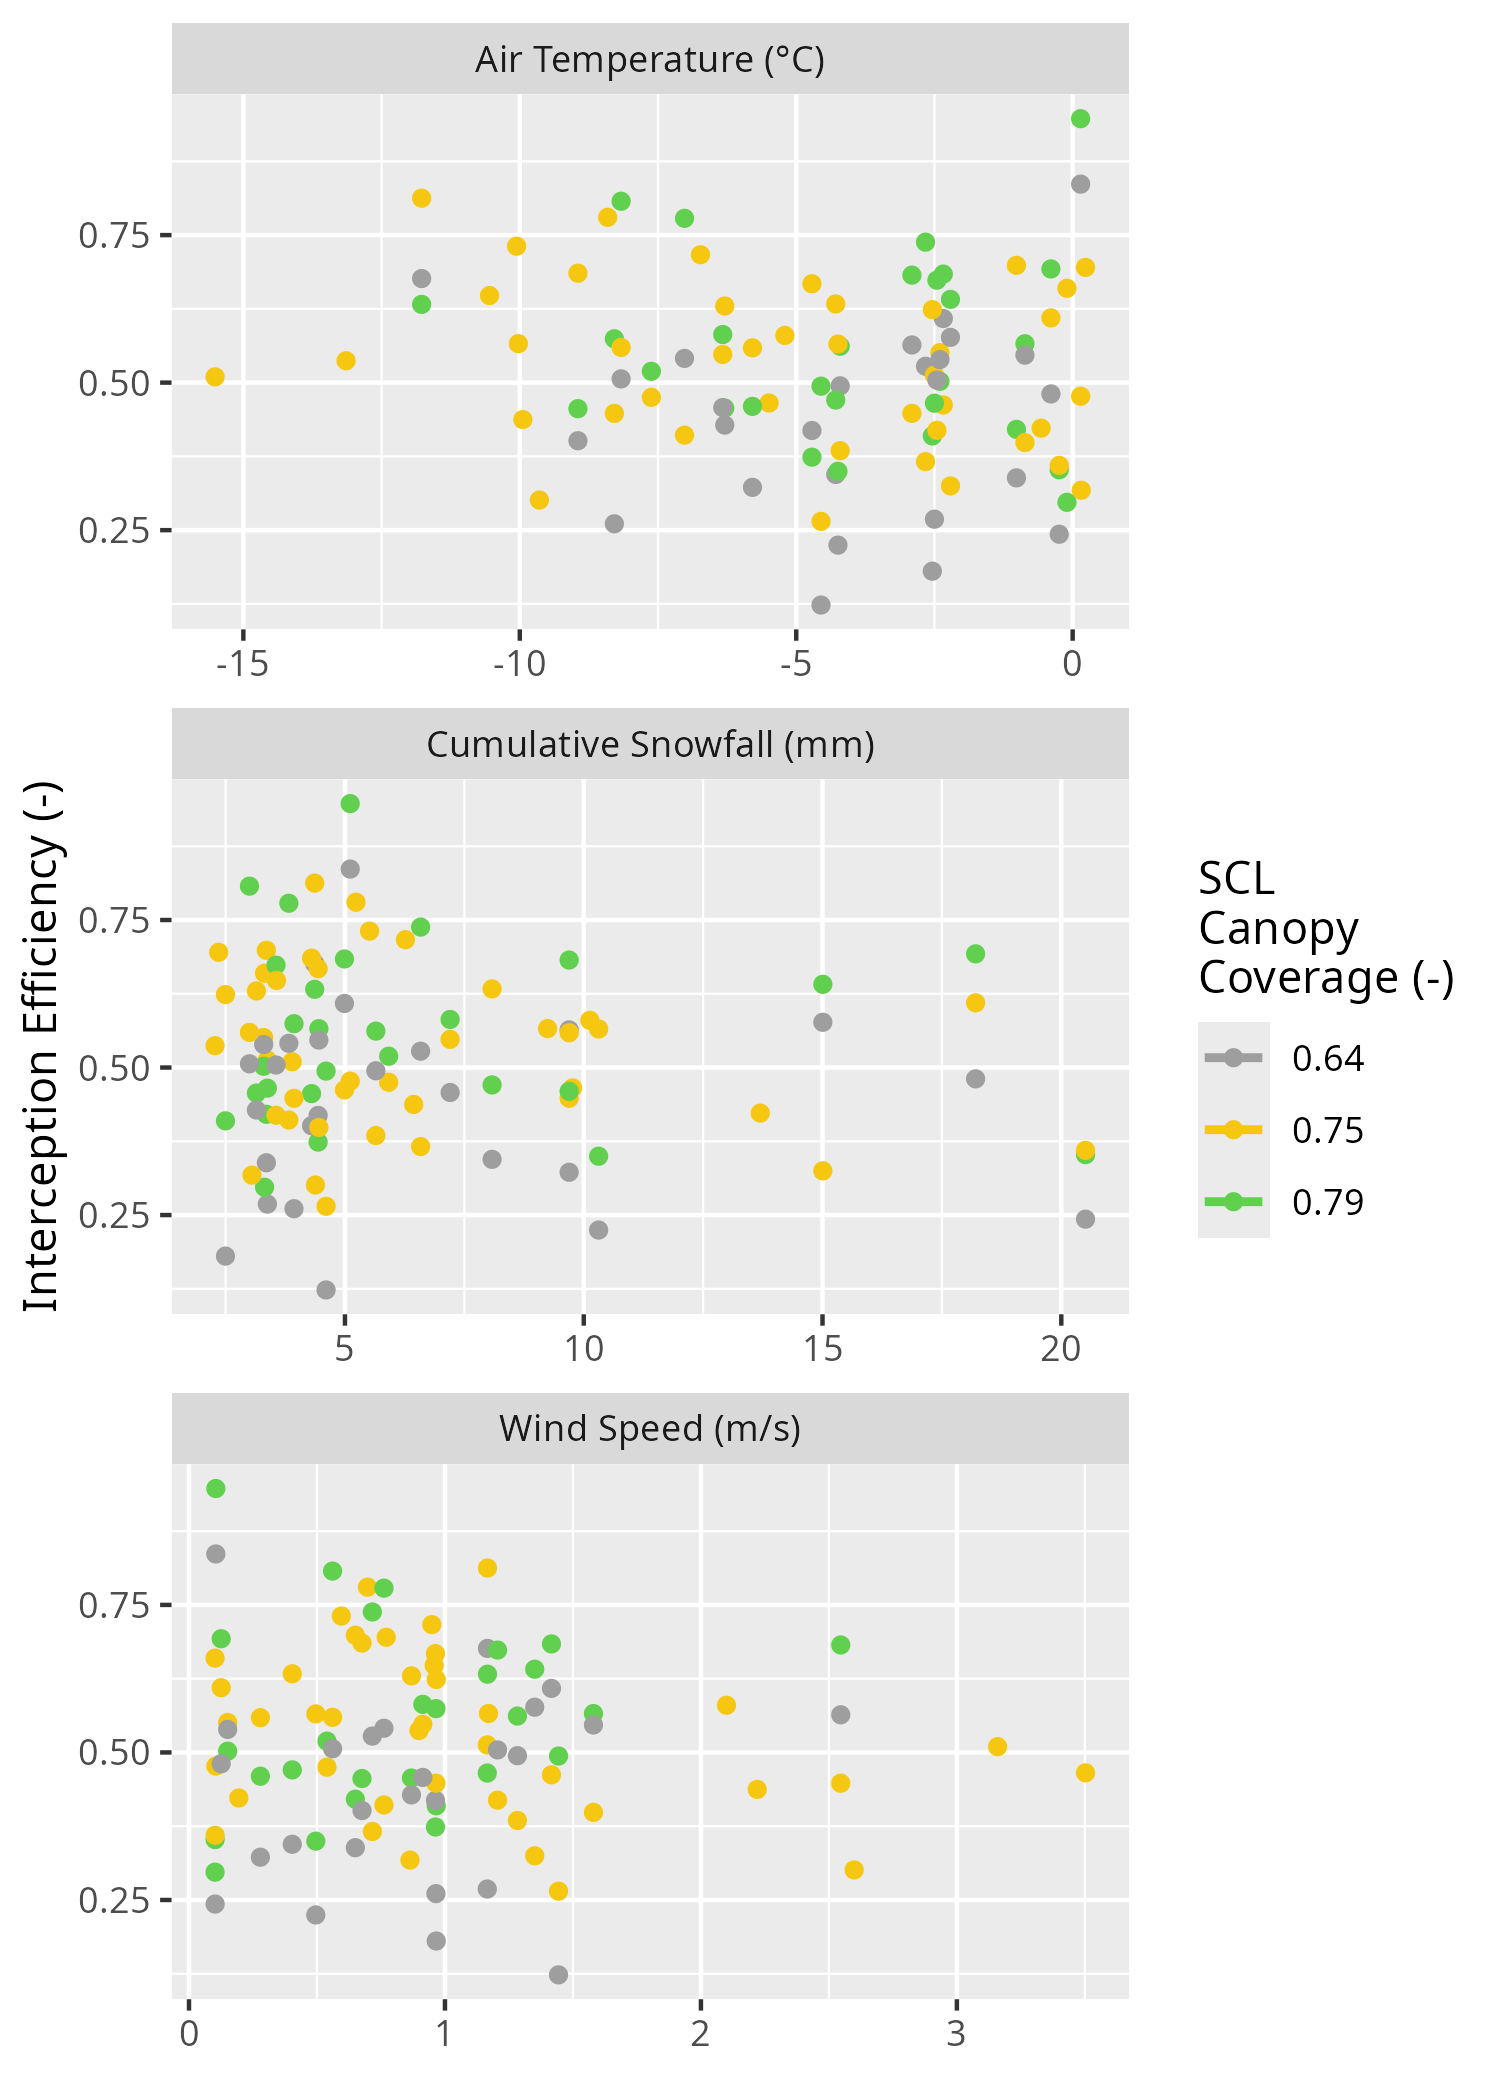 Air Temperature (°C)
0.75
0.50
0.25
-15 -10 -5 0
Cumulative Snowfall (mm)
Interception Efficiency (-)
0.75
0.50
0.25
5 10 15 20
Wind Speed (m/s)
0.75
0.50
0.25
0 1 2 3
SCL
Canopy
Coverage (-)
0.64
0.75
0.79